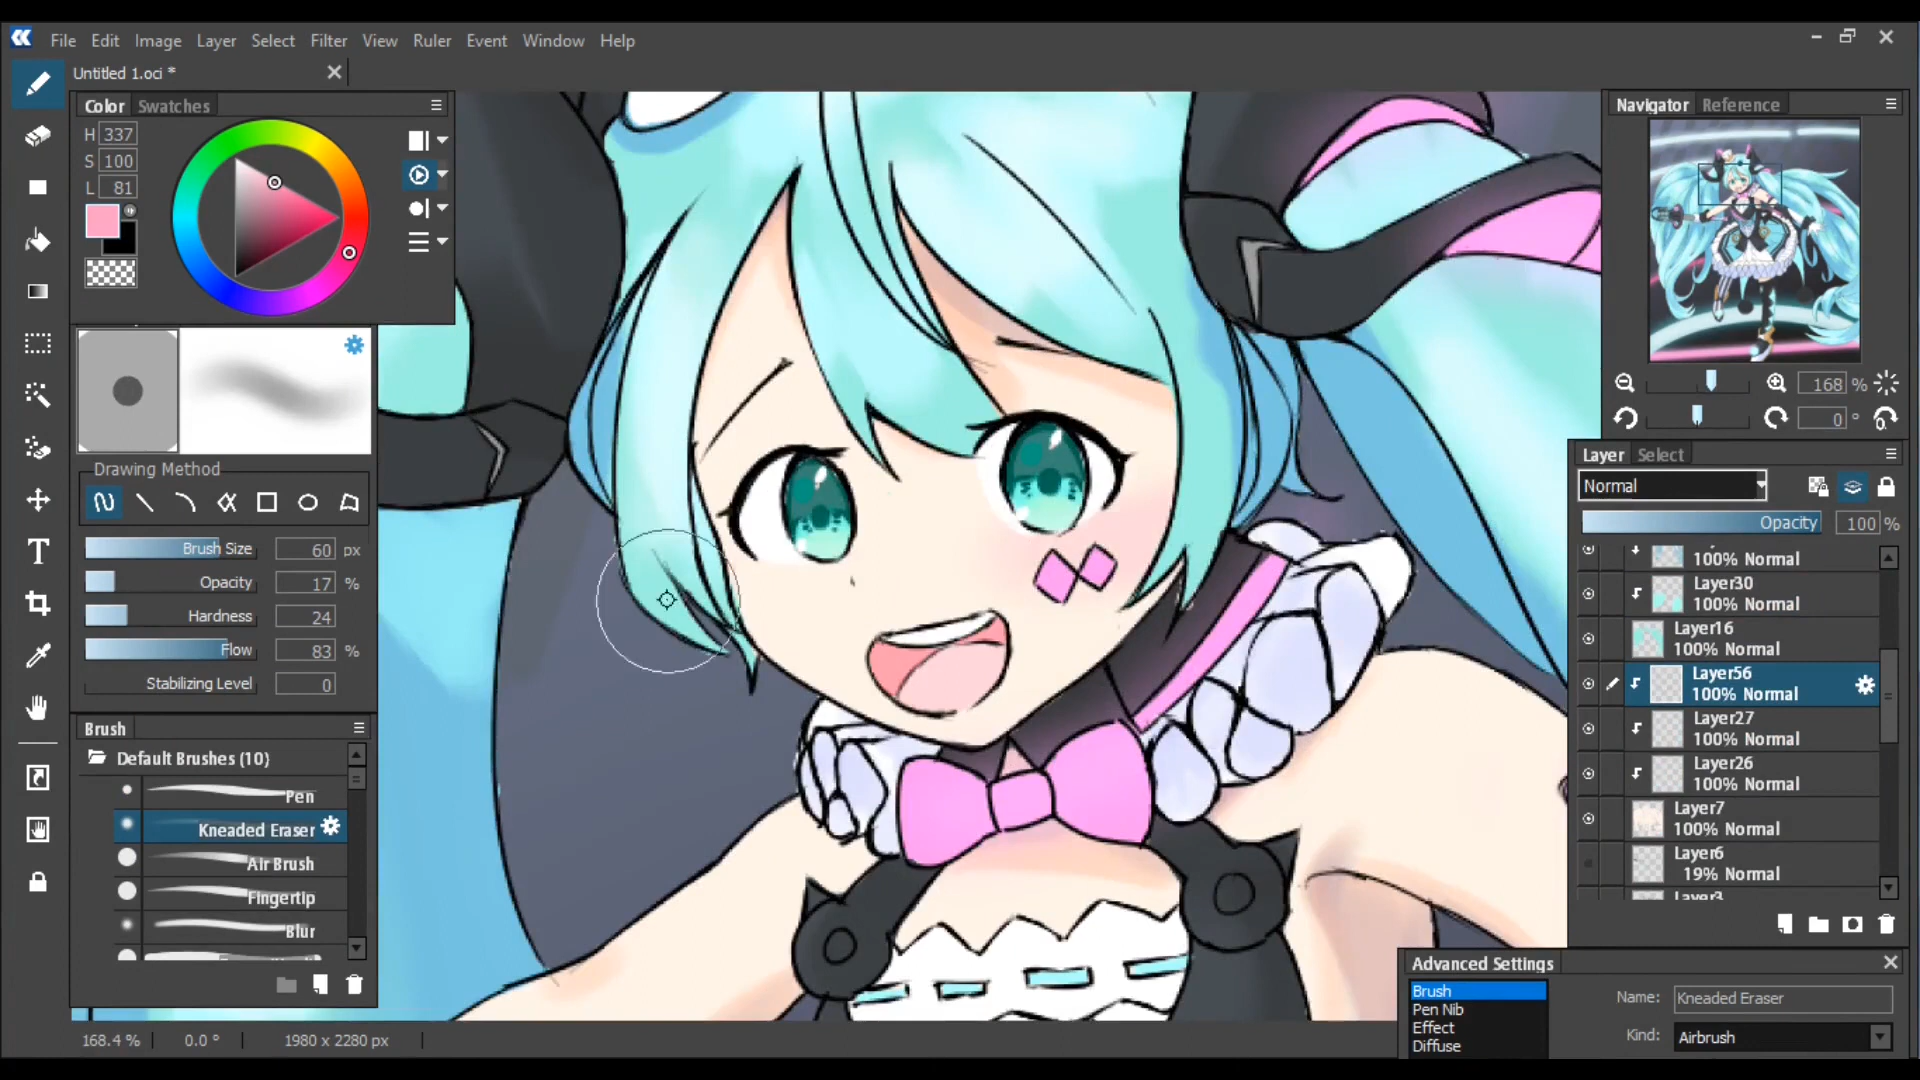 File Edit Image Layer Select Filter View Ruler Event Window Help
Untitled 1.oci *
Color Swatches
H 337
S 100
L 81
Drawing Method
Brush Size 60 px
Opacity 17 %
Hardness 24
Flow 83 %
Stabilizing Level 0
Brush
Default Brushes (10)
Pen
Kneaded Eraser
Air Brush
Fingertip
Blur
168.4 % 0.0 ° 1980 x 2280 px
Navigator Reference
168 %
0 °
Layer Select
Normal
Opacity 100 %
100% Normal
Layer30
100% Normal
Layer16
100% Normal
Layer56
100% Normal
Layer27
100% Normal
Layer26
100% Normal
Layer7
100% Normal
Layer6
19% Normal
Layer3
Advanced Settings
Brush
Pen Nib
Effect
Diffuse
Name: Kneaded Eraser
Kind: Airbrush